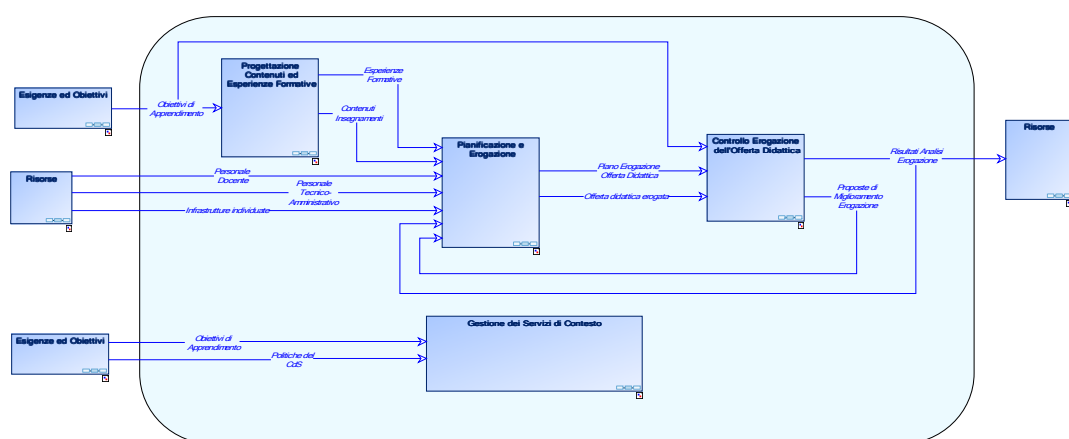 Esigenze ed Obiettivi
Obiettivi di
Apprendimento
Progettazione
Contenuti ed
Esperienze Formative
Esperienze
Formative
Contenuti
Insegnamenti
Risorse
Personale
Docente
Personale
Tecnico-
Amministrativo
Infrastrutture individuate
Pianificazione e
Erogazione
Piano Erogazione
Offerta Didattica
Offerta didattica erogata
Controllo Erogazione
dell'Offerta Didattica
Risultati Analisi
Erogazione
Proposte di
Miglioramento
Erogazione
Risorse
Esigenze ed Obiettivi
Obiettivi di
Apprendimento
Politiche del
CdS
Gestione dei Servizi di Contesto